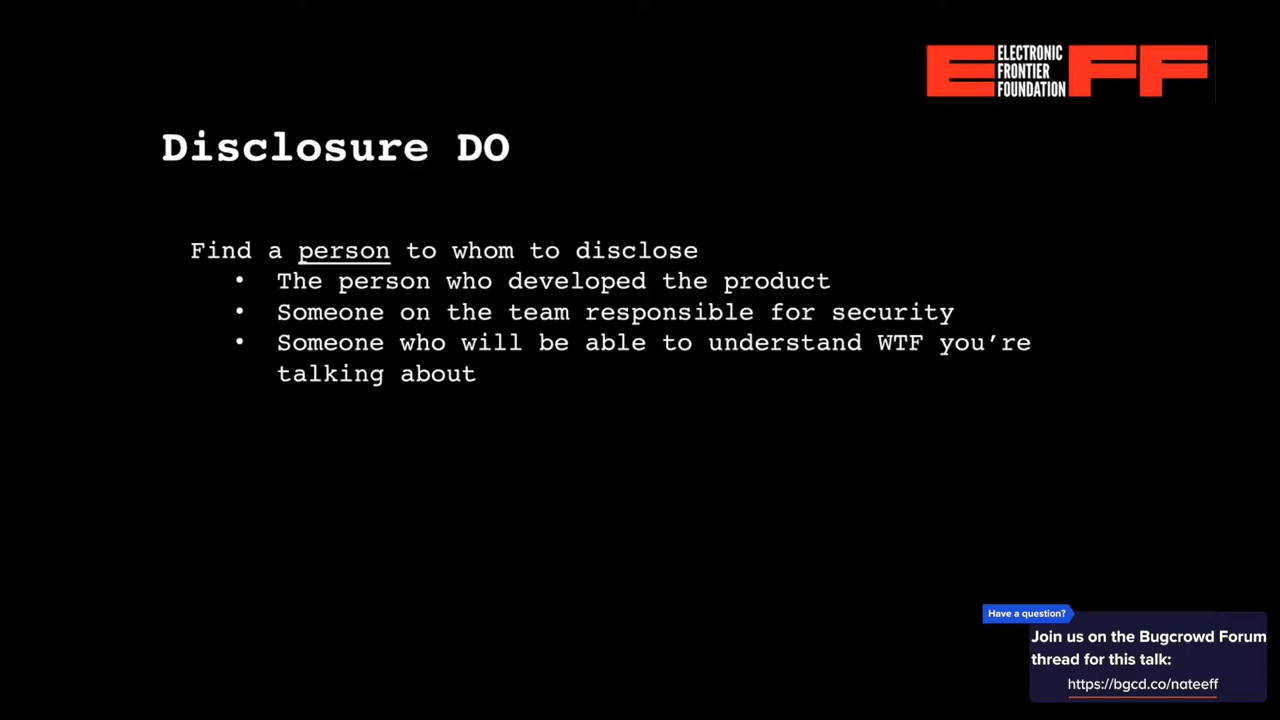 EFF
ELECTRONIC
FRONTIER
FOUNDATION
Disclosure DO
Find a person to whom to disclose
• The person who developed the product
• Someone on the team responsible for security
• Someone who will be able to understand WTF you’re
talking about
Have a question?
Join us on the Bugcrowd Forum
thread for this talk:
https://bgcd.co/nateeff